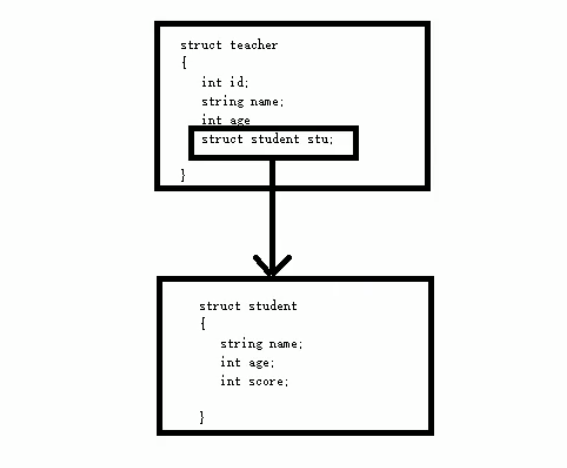 struct teacher
{
int id;
string name;
int age
struct student stu;
}
struct student
{
string name;
int age;
int score;
}